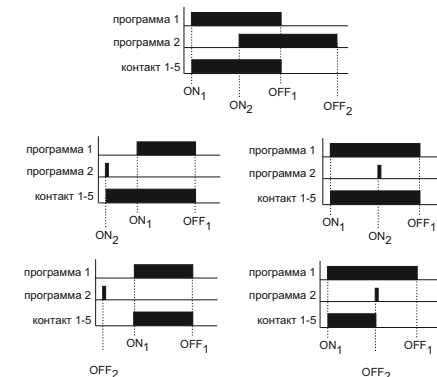 программа 1
программа 2
контакт 1-5
ON1 OFF1
ON2 OFF2
программа 1
программа 2
контакт 1-5
ON1 OFF1
ON2
программа 1
программа 2
контакт 1-5
ON1 OFF1
ON2
программа 1
программа 2
контакт 1-5
ON1 OFF1
OFF2
программа 1
программа 2
контакт 1-5
ON1 OFF1
OFF2